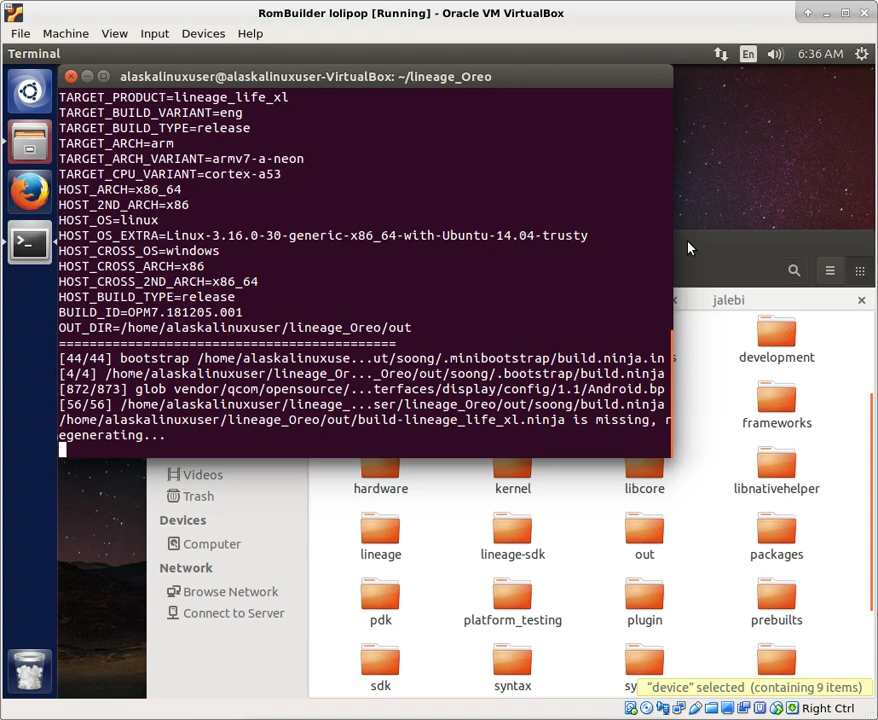 RomBuilder lolipop [Running] - Oracle VM VirtualBox
File Machine View Input Devices Help
Terminal
En
6:36 AM
alaskalinuxuser@alaskalinuxuser-VirtualBox: ~/lineage_Oreo
TARGET_PRODUCT=lineage_life_xl
TARGET_BUILD_VARIANT=eng
TARGET_BUILD_TYPE=release
TARGET_ARCH=arm
TARGET_ARCH_VARIANT=armv7-a-neon
TARGET_CPU_VARIANT=cortex-a53
HOST_ARCH=x86_64
HOST_2ND_ARCH=x86
HOST_OS=linux
HOST_OS_EXTRA=Linux-3.16.0-30-generic-x86_64-with-Ubuntu-14.04-trusty
HOST_CROSS_OS=windows
HOST_CROSS_ARCH=x86
HOST_CROSS_2ND_ARCH=x86_64
HOST_BUILD_TYPE=release
BUILD_ID=OPM7.181205.001
OUT_DIR=/home/alaskalinuxuser/lineage_Oreo/out
============================================
[44/44] bootstrap /home/alaskalinuxuse...ut/soong/.minibootstrap/build.ninja.in
[4/4] /home/alaskalinuxuser/lineage_Or..._Oreo/out/soong/.bootstrap/build.ninja
[872/873] glob vendor/qcom/opensource/...terfaces/display/config/1.1/Android.bp
[56/56] /home/alaskalinuxuser/lineage_...ser/lineage_Oreo/out/soong/build.ninja
/home/alaskalinuxuser/lineage_Oreo/out/build-lineage_life_xl.ninja is missing, r
egenerating...
jalebi
development
frameworks
Videos
Trash
Devices
Computer
Network
Browse Network
Connect to Server
hardware
kernel
libcore
libnativehelper
lineage
lineage-sdk
out
packages
pdk
platform_testing
plugin
prebuilts
sdk
syntax
"device" selected (containing 9 items)
Right Ctrl